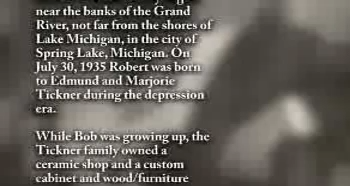 near the banks of the Grand
River, not far from the shores of
Lake Michigan, in the city of
Spring Lake, Michigan. On
July 30, 1935 Robert was born
to Edmund and Marjorie
Tickner during the depression
era.
While Bob was growing up, the
Tickner family owned a
ceramic shop and a custom
cabinet and wood/furniture